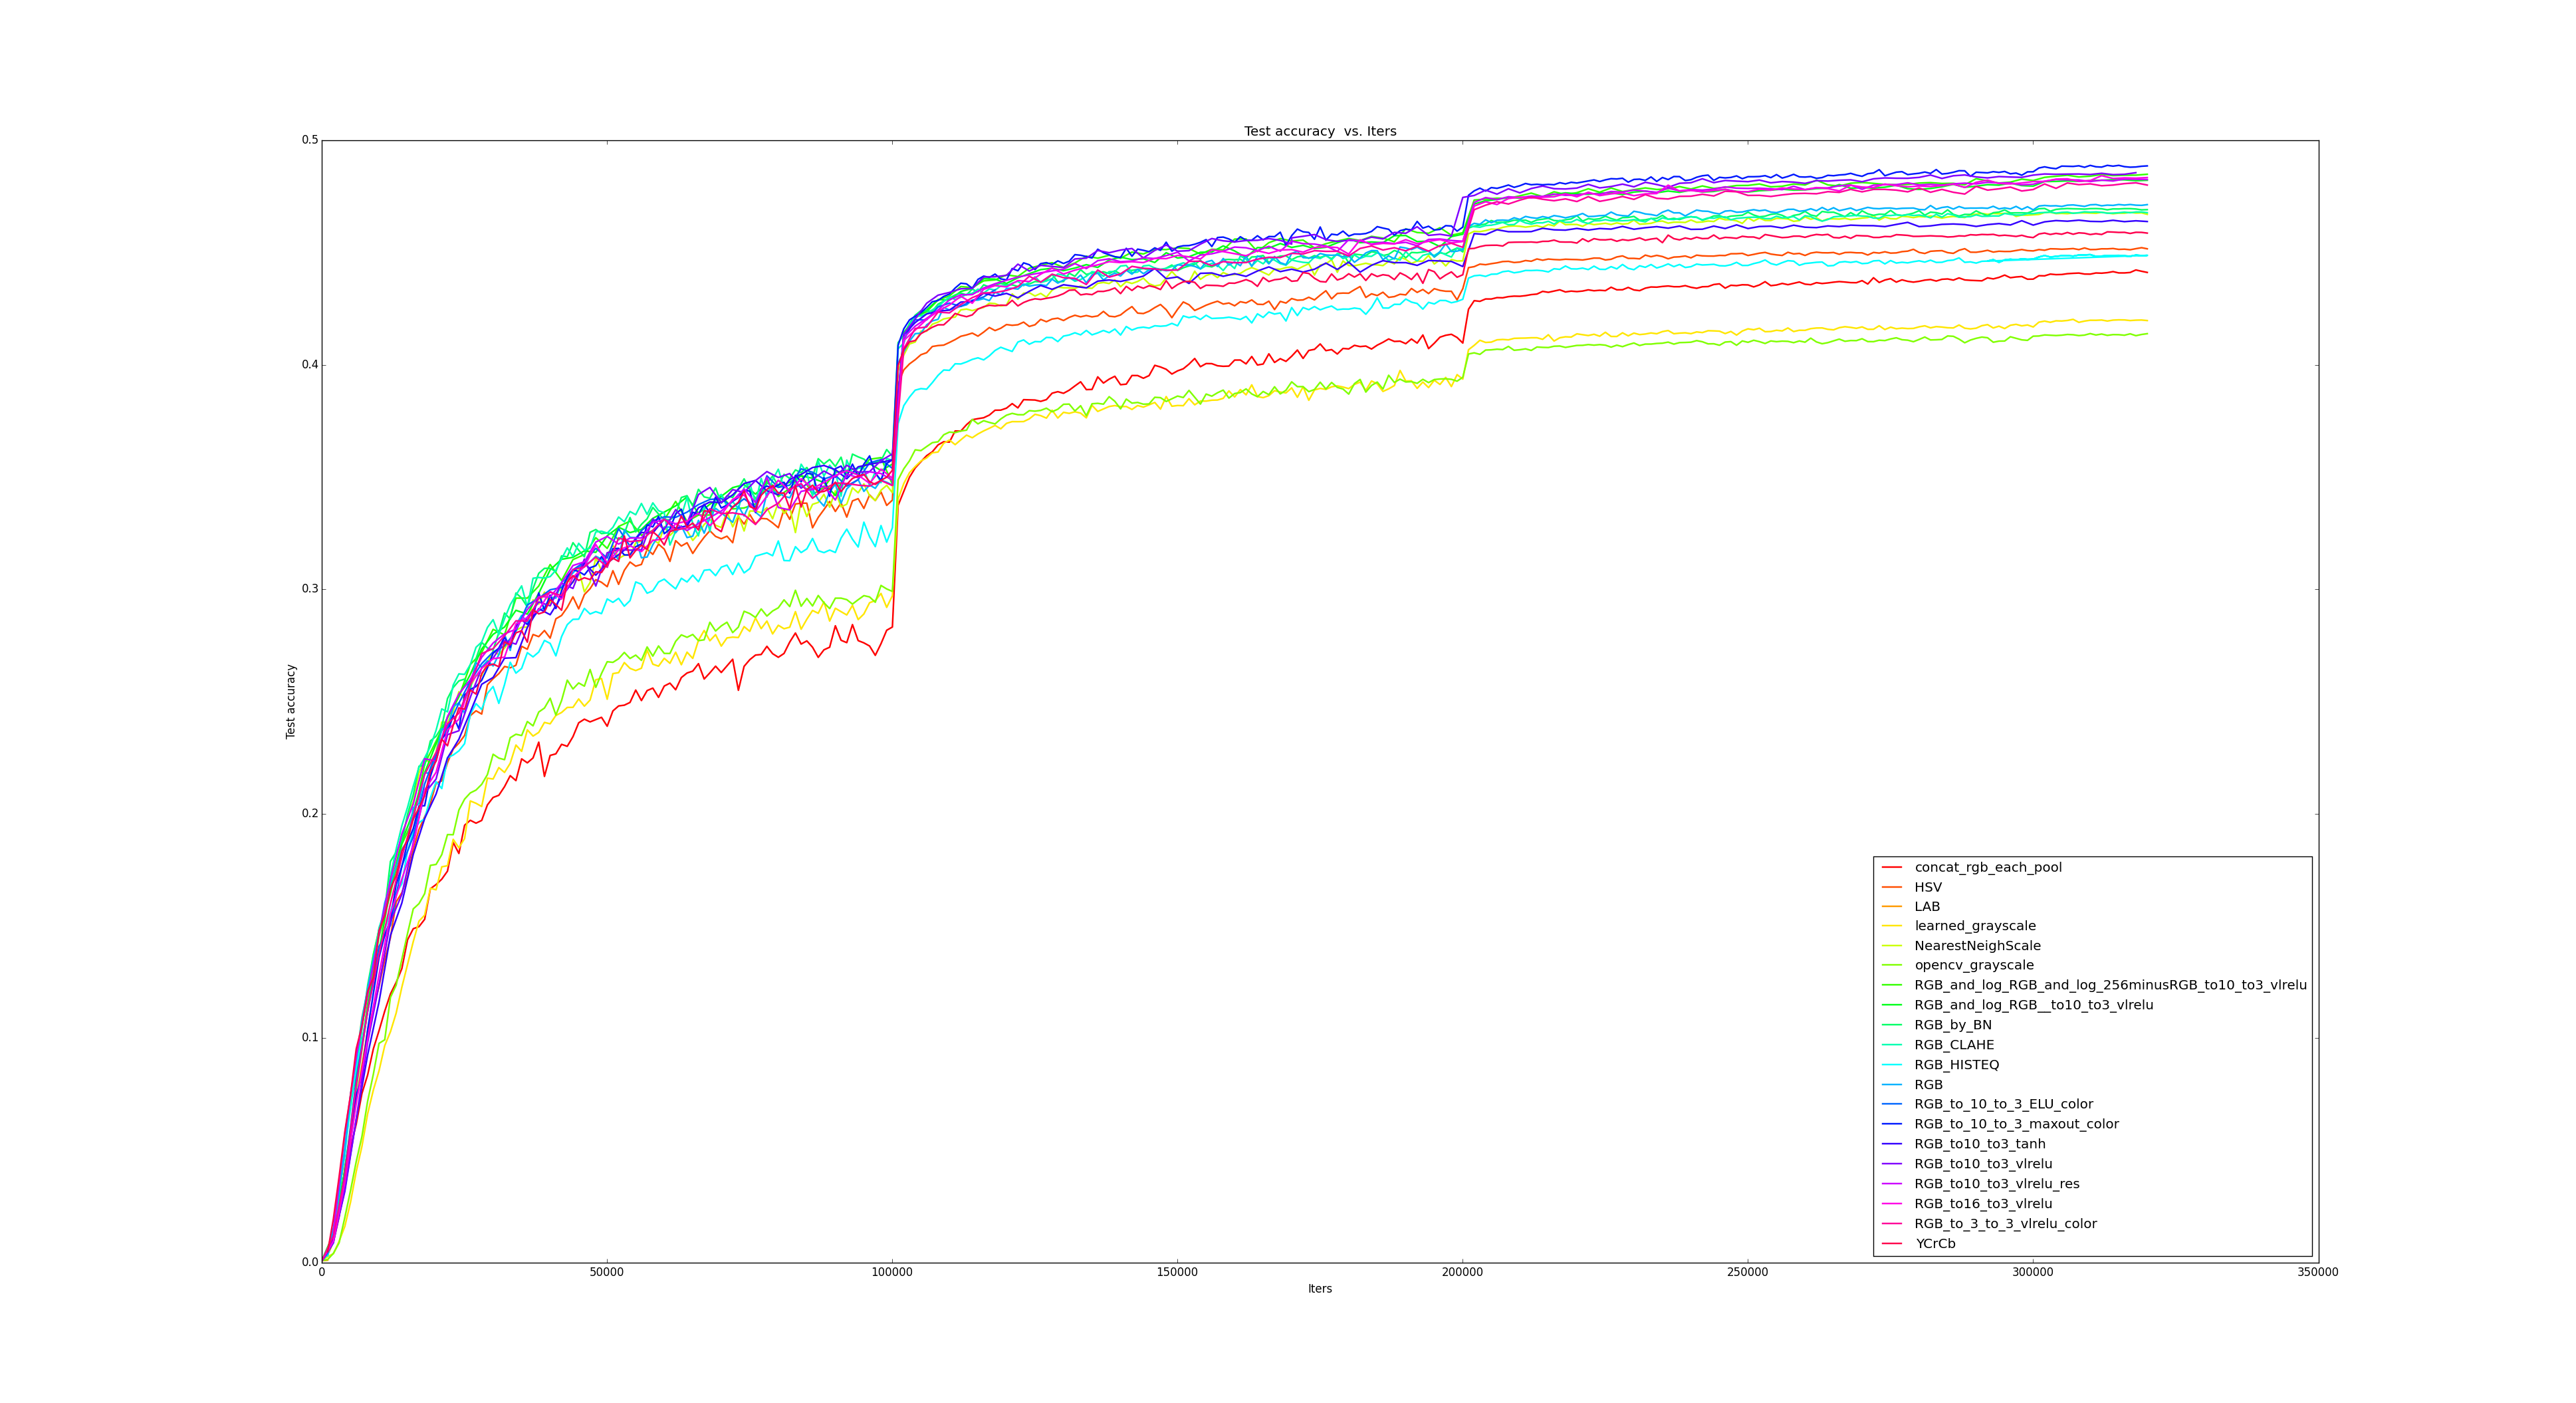 Test accuracy vs. Iters
0.5
0.4
0.3
0.2
0.1
0.0
Test accuracy
0
50000
100000
150000
200000
250000
300000
350000
Iters
concat_rgb_each_pool
HSV
LAB
learned_grayscale
NearestNeighScale
opencv_grayscale
RGB_and_log_RGB_and_log_256minusRGB_to10_to3_vlrelu
RGB_and_log_RGB__to10_to3_vlrelu
RGB_by_BN
RGB_CLAHE
RGB_HISTEQ
RGB
RGB_to_10_to_3_ELU_color
RGB_to_10_to_3_maxout_color
RGB_to10_to3_tanh
RGB_to10_to3_vlrelu
RGB_to10_to3_vlrelu_res
RGB_to16_to3_vlrelu
RGB_to_3_to_3_vlrelu_color
YCrCb